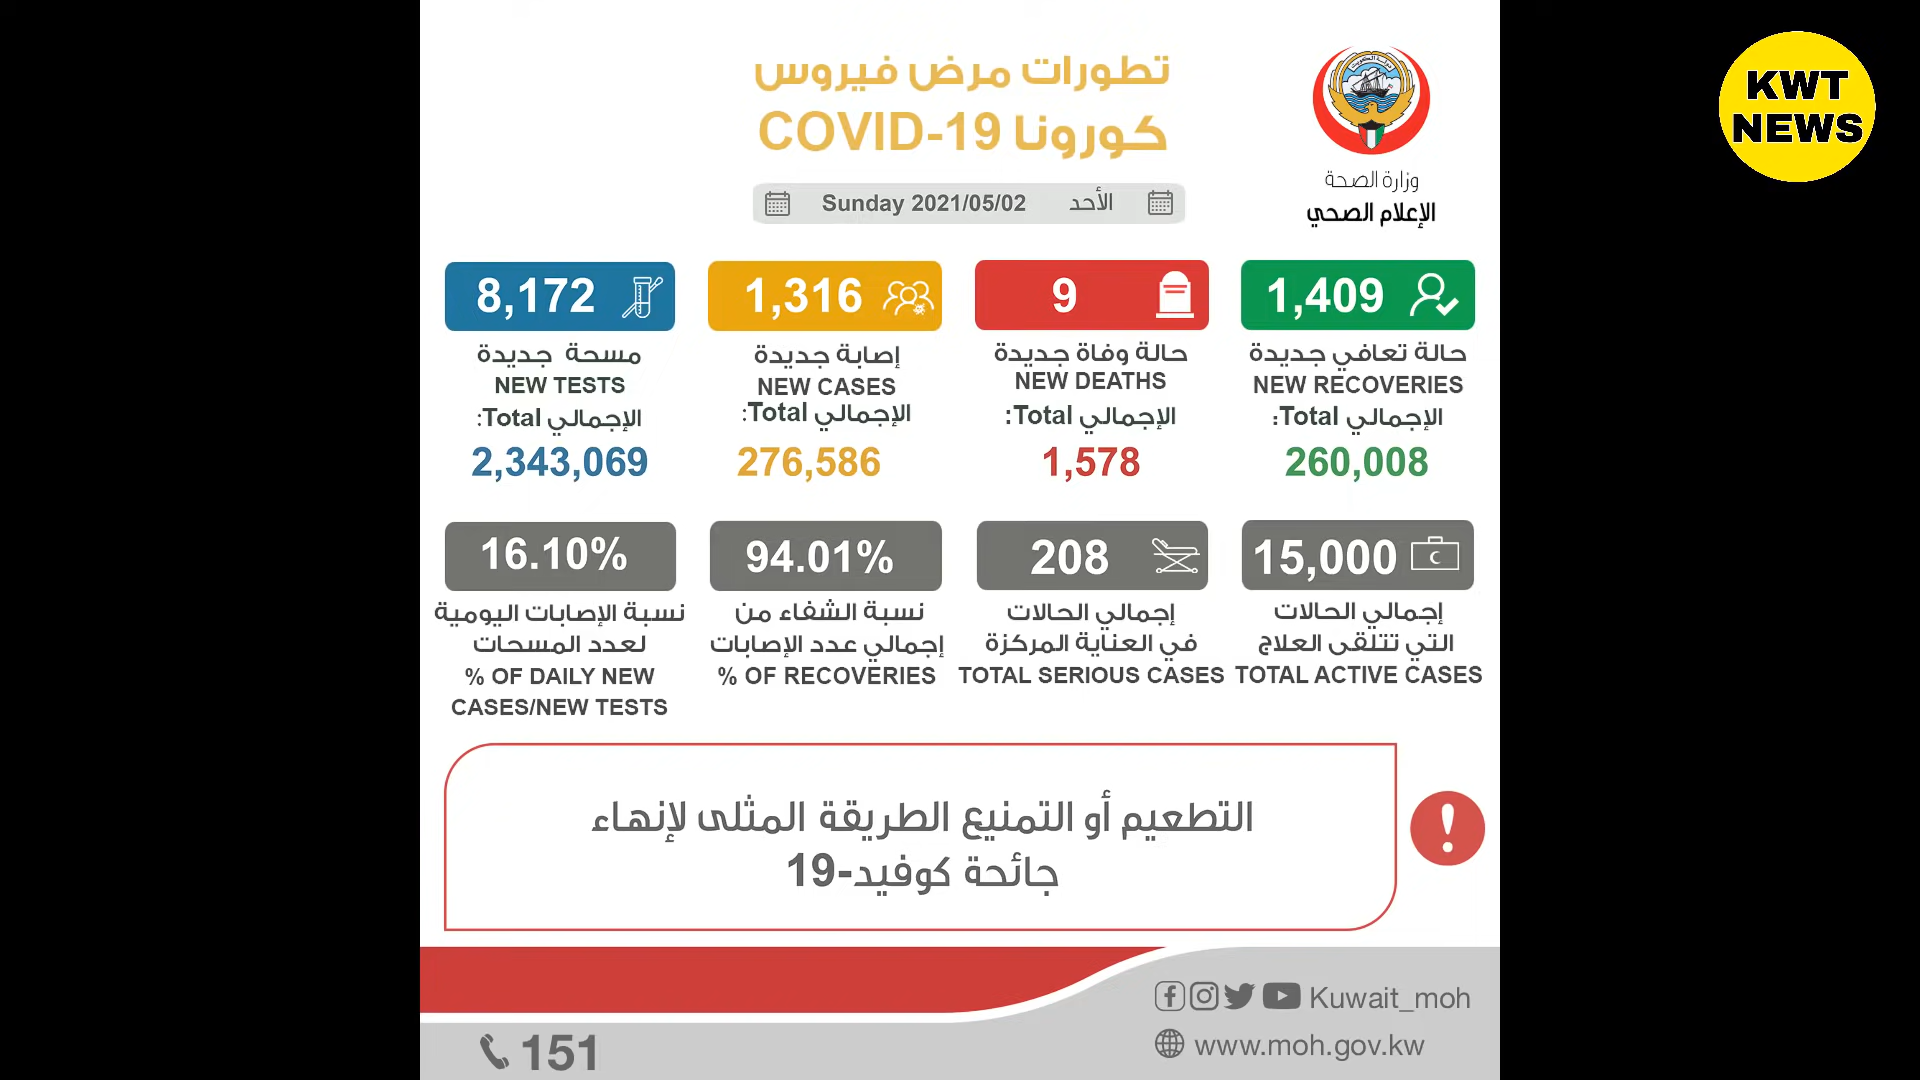 تطورات مرض فيروس
كورونا COVID-19
الأحد Sunday 2021/05/02
وزارة الصحة
الإعلام الصحي
KWT
NEWS
8,172
مسحة جديدة
NEW TESTS
الإجمالي Total:
2,343,069
1,316
إصابة جديدة
NEW CASES
الإجمالي Total:
276,586
9
حالة وفاة جديدة
NEW DEATHS
الإجمالي Total:
1,578
1,409
حالة تعافي جديدة
NEW RECOVERIES
الإجمالي Total:
260,008
16.10%
نسبة الإصابات اليومية
لعدد المسحات
% OF DAILY NEW
CASES/NEW TESTS
94.01%
نسبة الشفاء من
إجمالي عدد الإصابات
% OF RECOVERIES
208
إجمالي الحالات
في العناية المركزة
TOTAL SERIOUS CASES
15,000
إجمالي الحالات
التي تتلقى العلاج
TOTAL ACTIVE CASES
التطعيم أو التمنيع الطريقة المثلى لإنهاء
جائحة كوفيد-19
Kuwait_moh
www.moh.gov.kw
151